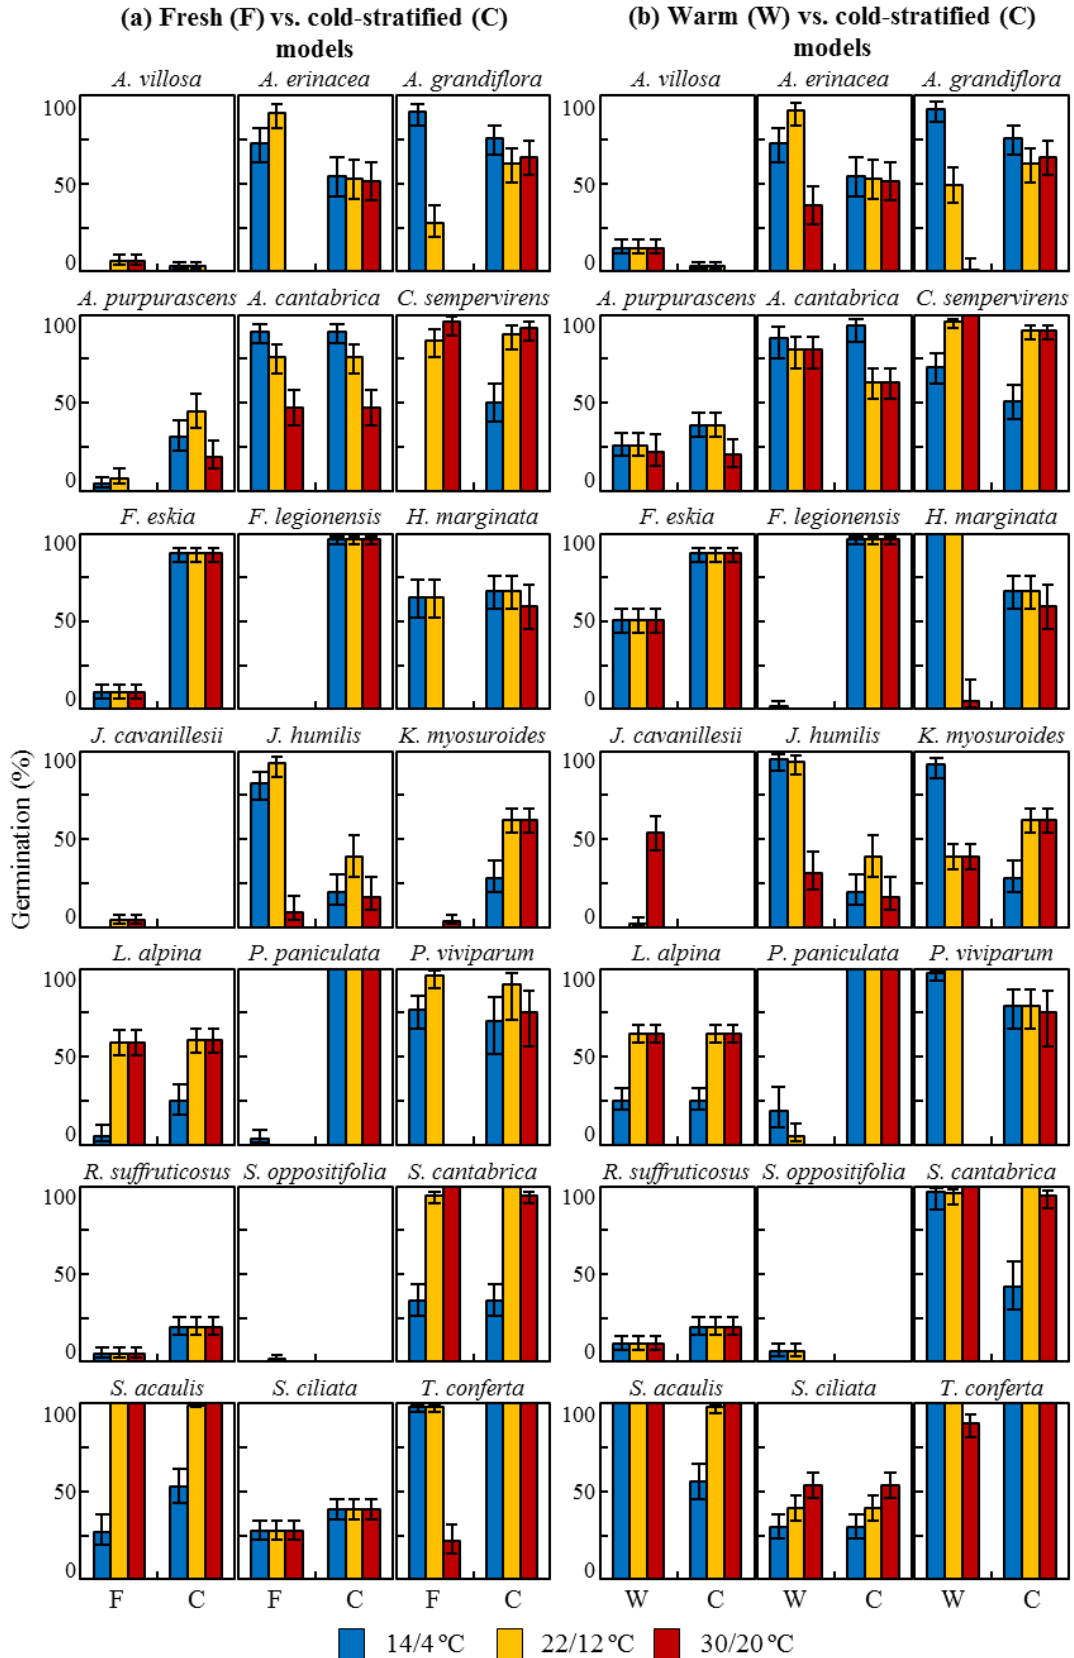 (a) Fresh (F) vs. cold-stratified (C)
models
(b) Warm (W) vs. cold-stratified (C)
models
A. villosa A. erinacea A. grandiflora A. villosa A. erinacea A. grandiflora
100 100
50 50
0 0
A. purpurascens A. cantabrica C. sempervirens A. purpurascens A. cantabrica C. sempervirens
100 100
50 50
0 0
F. eskia F. legionensis H. marginata F. eskia F. legionensis H. marginata
100 100
50 50
0 0
J. cavanillesii J. humilis K. myosuroides J. cavanillesii J. humilis K. myosuroides
100 100
50 50
0 0
Germination (%)
L. alpina P. paniculata P. viviparum L. alpina P. paniculata P. viviparum
100 100
50 50
0 0
R. suffruticosus S. oppositifolia S. cantabrica R. suffruticosus S. oppositifolia S. cantabrica
100 100
50 50
0 0
S. acaulis S. ciliata T. conferta S. acaulis S. ciliata T. conferta
100 100
50 50
0 0
F C F C F C W C W C W C
14/4 ºC 22/12 ºC 30/20 ºC